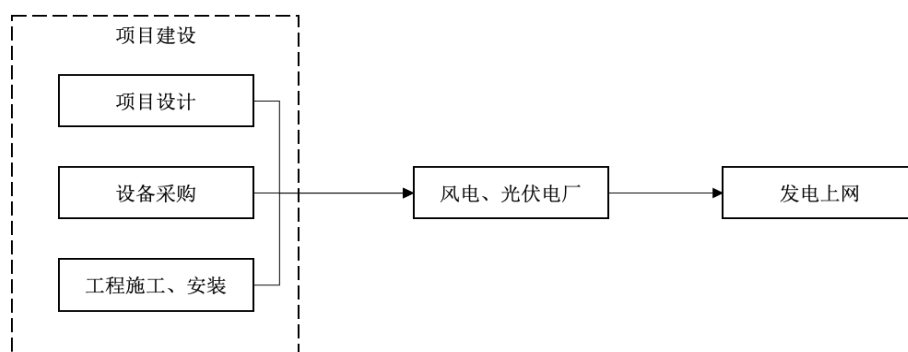 项目建设
项目设计
设备采购
风电、光伏电厂
发电上网
工程施工、安装